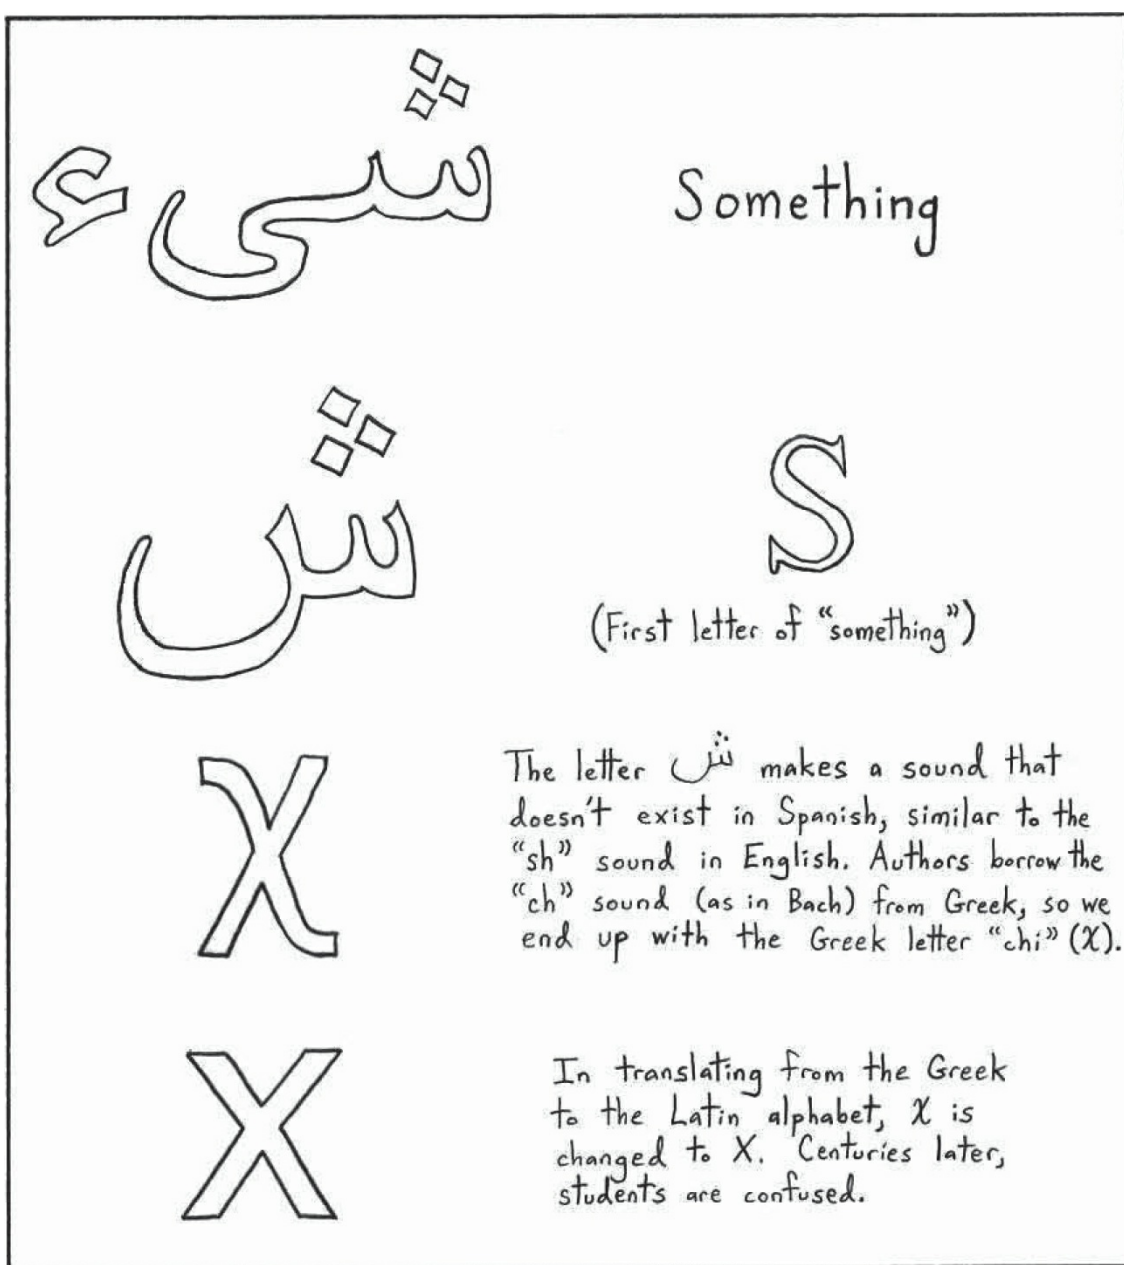 شىء
Something
ش
S
(First letter of “something”)
χ
The letter ش makes a sound that
doesn't exist in Spanish, similar to the
“sh” sound in English. Authors borrow the
“ch” sound (as in Bach) from Greek, so we
end up with the Greek letter “chi” (χ).
X
In translating from the Greek
to the Latin alphabet, χ is
changed to X. Centuries later,
students are confused.